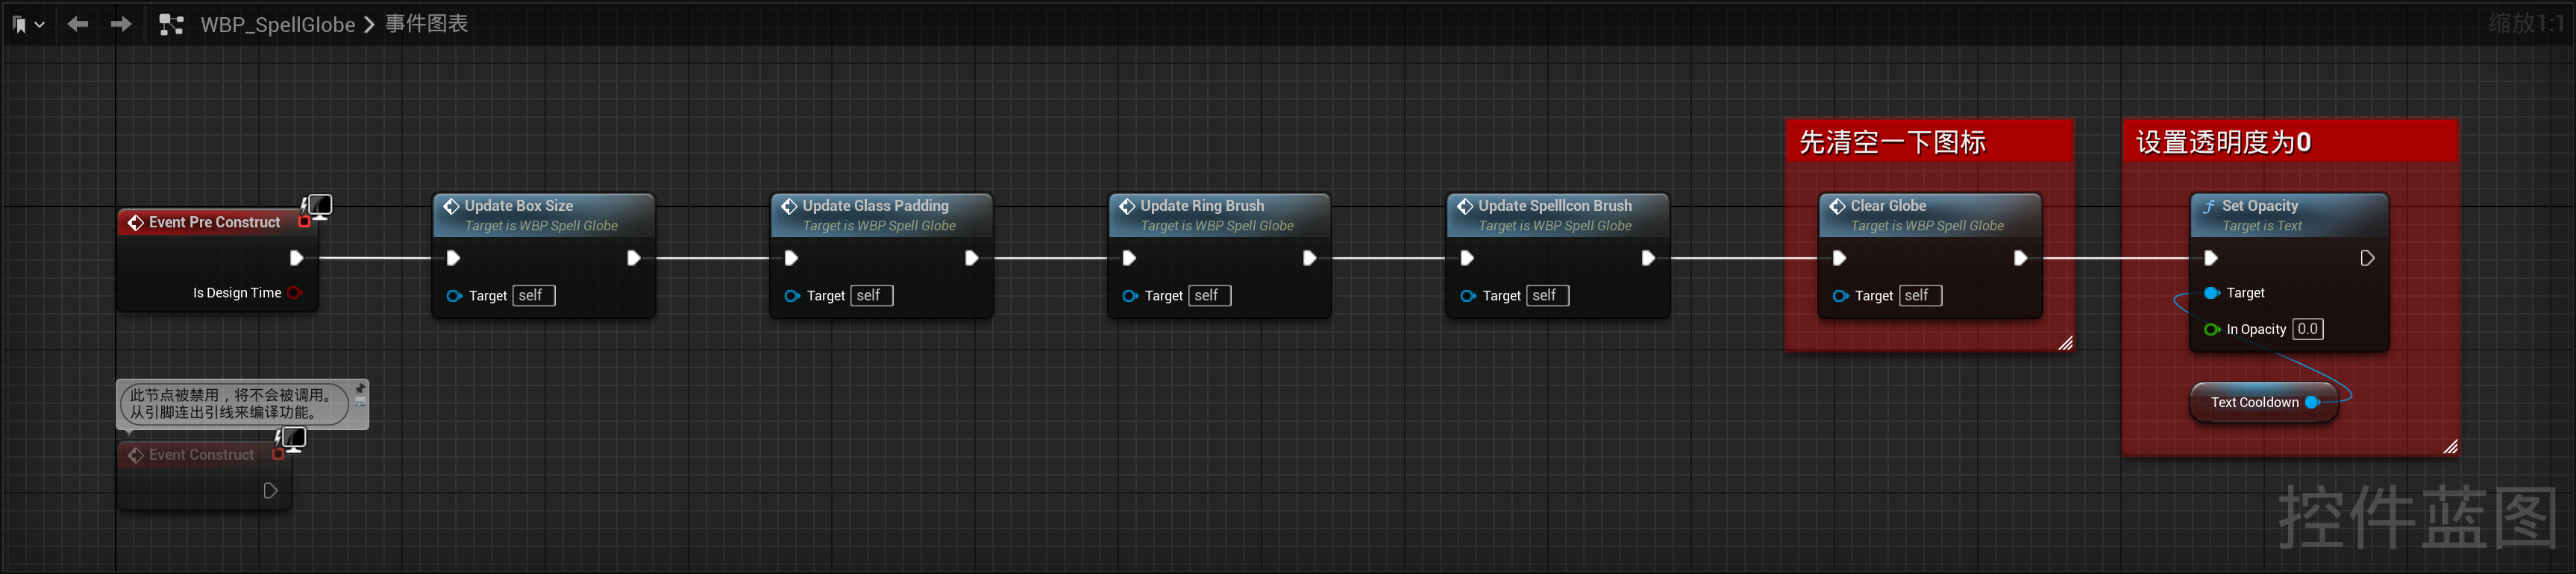 WBP_SpellGlobe > 事件图表
缩放1:1
先清空一下图标
设置透明度为0
Event Pre Construct
Is Design Time
Update Box Size
Target is WBP Spell Globe
Target self
Update Glass Padding
Target is WBP Spell Globe
Target self
Update Ring Brush
Target is WBP Spell Globe
Target self
Update SpellIcon Brush
Target is WBP Spell Globe
Target self
Clear Globe
Target is WBP Spell Globe
Target self
Set Opacity
Target is Text
Target
In Opacity 0.0
Text Cooldown
此节点被禁用，将不会被调用。
从引脚连出引线来编译功能。
Event Construct
控件蓝图